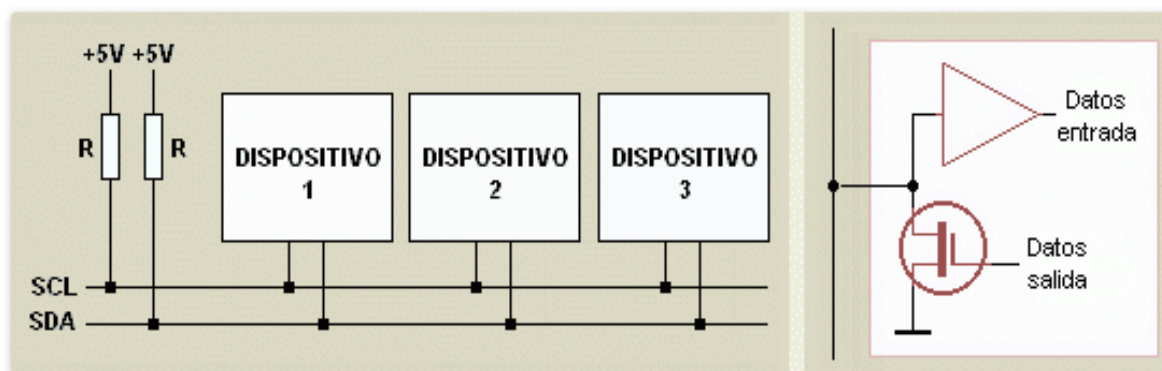 +5V +5V
R R
DISPOSITIVO
1
DISPOSITIVO
2
DISPOSITIVO
3
SCL
SDA
Datos
entrada
Datos
salida